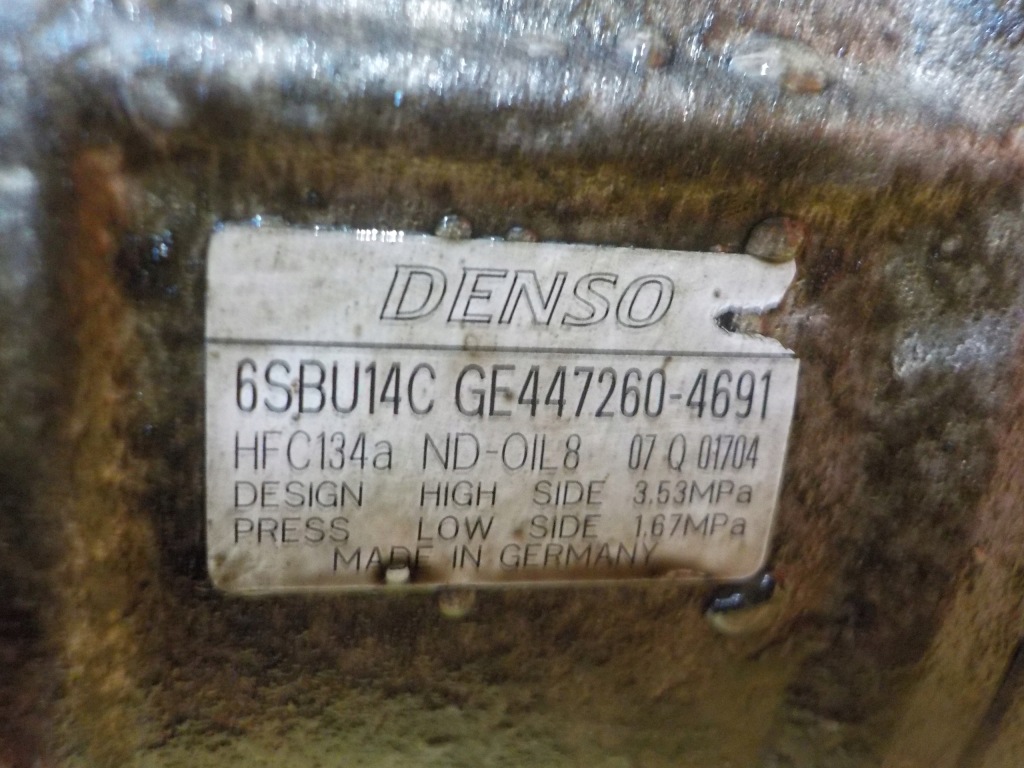 DENSO
6SBU14C GE447260-4691
HFC134a ND-OIL8 07 Q 01704
DESIGN HIGH SIDE 3.53MPa
PRESS LOW SIDE 1.67MPa
MADE IN GERMANY